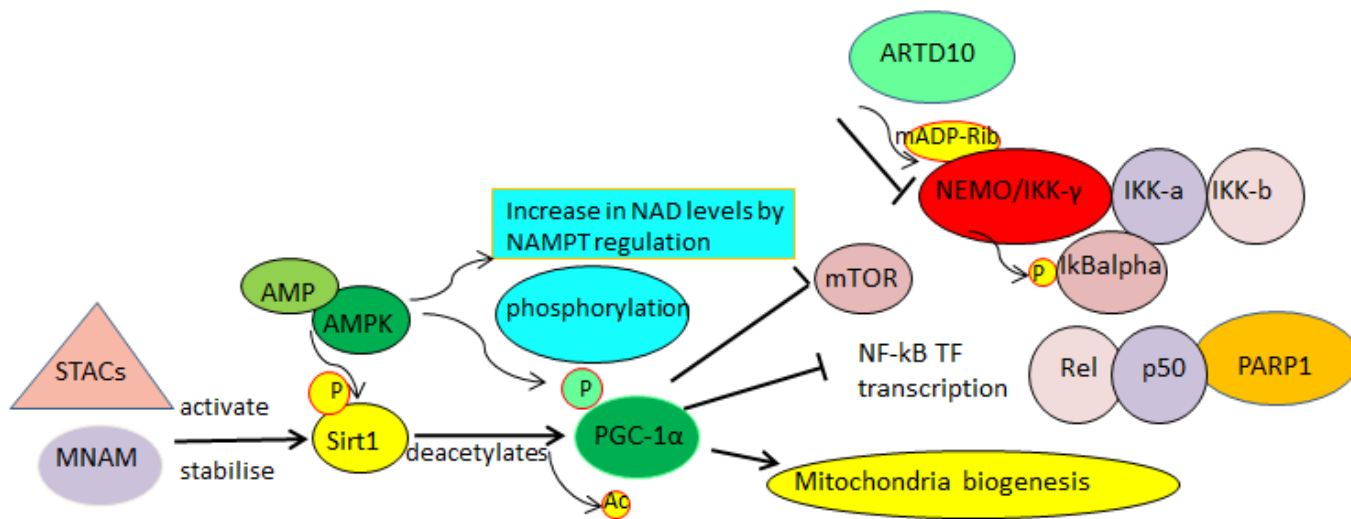 ARTD10
mADP-Rib
NEMO/IKK-γ
IKK-a
IKK-b
Increase in NAD levels by
NAMPT regulation
P
IkBalpha
mTOR
AMP
AMPK
phosphorylation
STACs
P
P
NF-kB TF
transcription
Rel
p50
PARP1
activate
Sirt1
deacetylates
PGC-1α
MNAM
stabilise
Mitochondria biogenesis
Ac